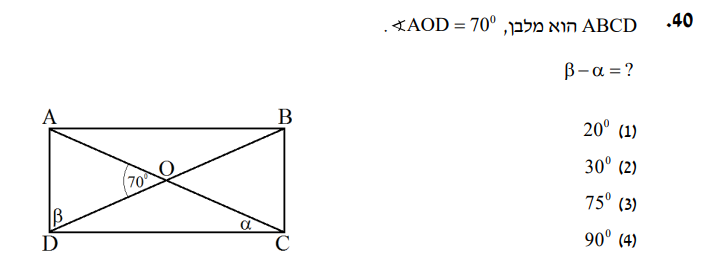 40. ABCD הוא מלבן, ∢AOD = 70⁰ .
β − α = ?
(1) 20⁰
(2) 30⁰
(3) 75⁰
(4) 90⁰
A B
O
70⁰
β α
D C